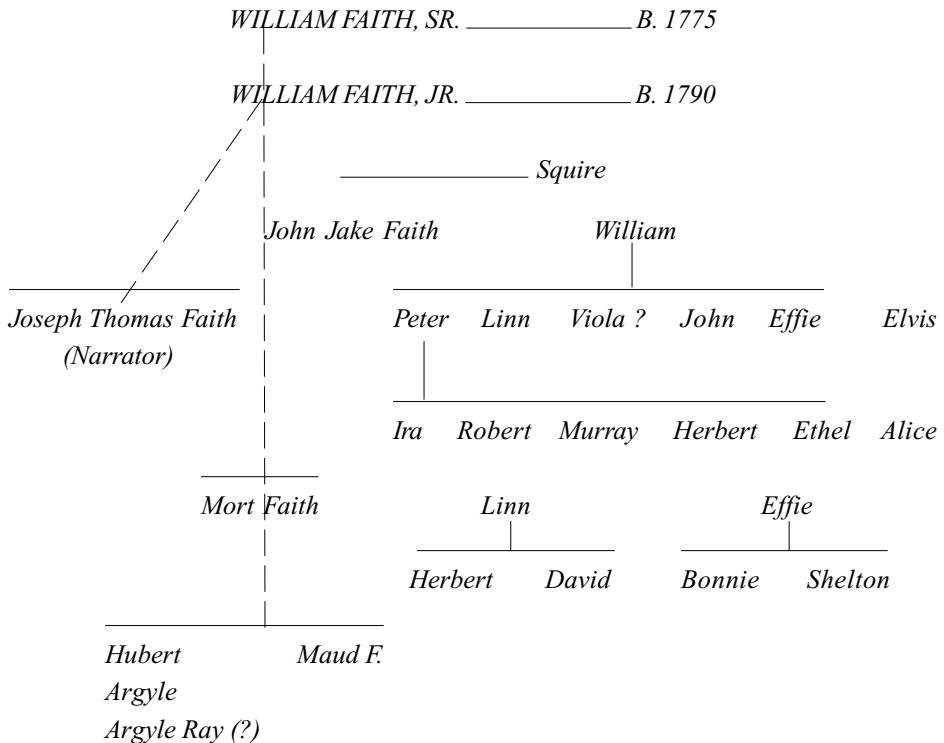 WILLIAM FAITH, SR. B. 1775
WILLIAM FAITH, JR. B. 1790
Squire
John Jake Faith William
Joseph Thomas Faith Peter Linn Viola ? John Effie Elvis
(Narrator)
Ira Robert Murray Herbert Ethel Alice
Mort Faith Linn Effie
Herbert David Bonnie Shelton
Hubert Maud F.
Argyle
Argyle Ray (?)